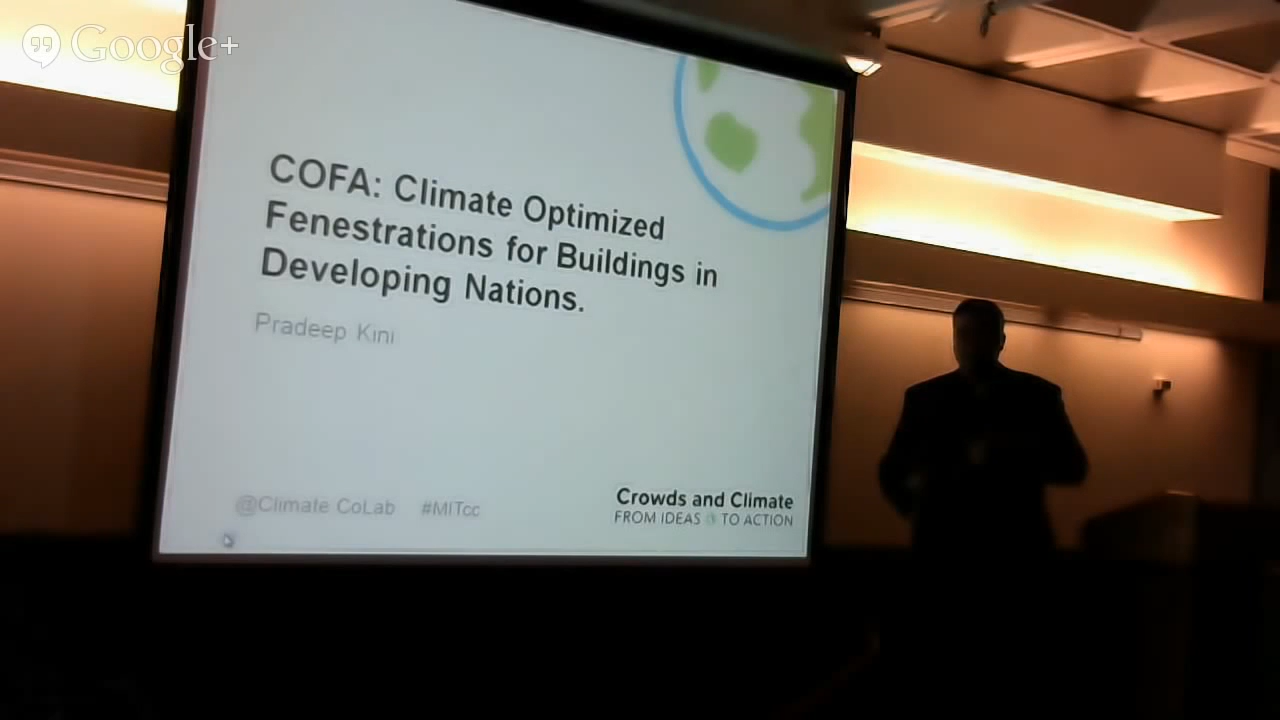 Google+
COFA: Climate Optimized
Fenestrations for Buildings in
Developing Nations.
Pradeep Kini
@Climate CoLab #MITcc
Crowds and Climate
FROM IDEAS TO ACTION